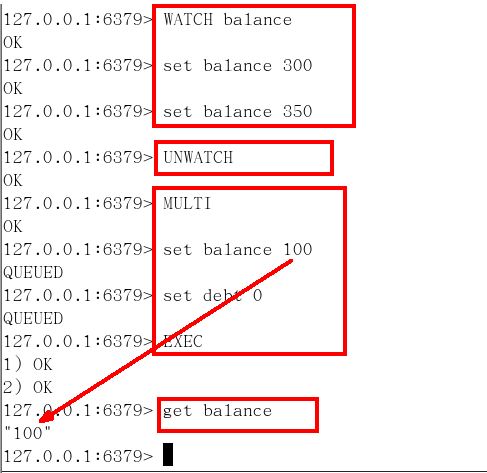 127.0.0.1:6379> WATCH balance
OK
127.0.0.1:6379> set balance 300
OK
127.0.0.1:6379> set balance 350
OK
127.0.0.1:6379> UNWATCH
OK
127.0.0.1:6379> MULTI
OK
127.0.0.1:6379> set balance 100
QUEUED
127.0.0.1:6379> set debt 0
QUEUED
127.0.0.1:6379> EXEC
1) OK
2) OK
127.0.0.1:6379> get balance
"100"
127.0.0.1:6379>